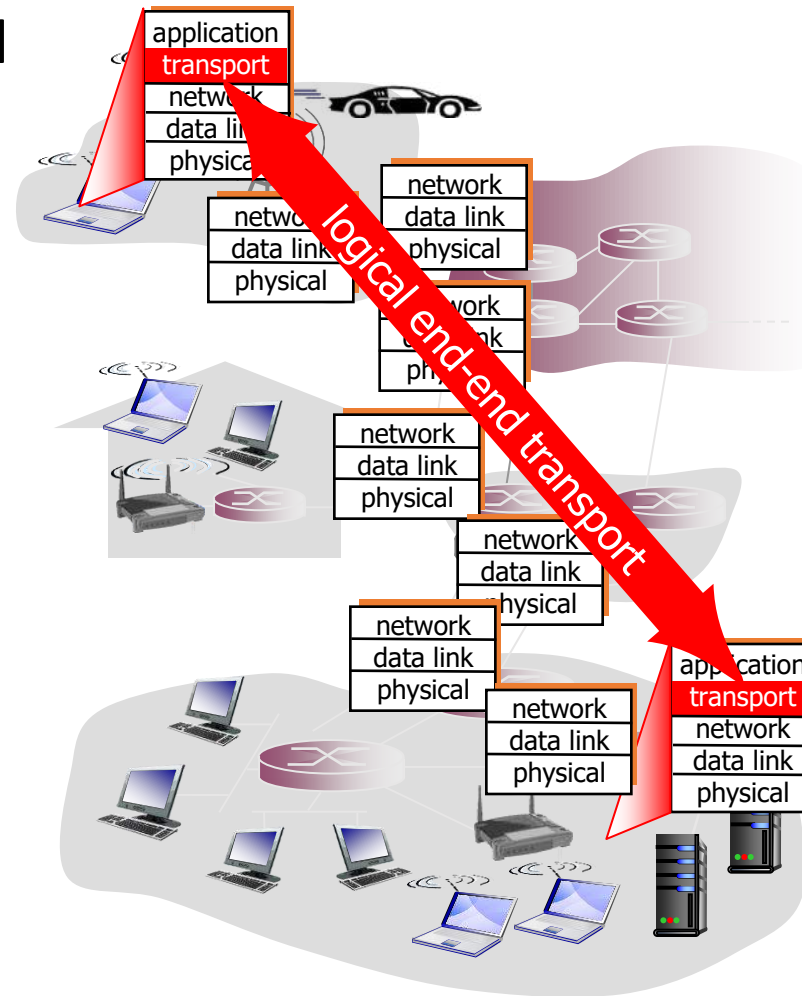 application
transport
network
data link
physical
network
data link
physical
network
data link
physical
logical end-end transport
network
data link
physical
network
data link
physical
network
data link
physical
network
data link
physical
application
transport
network
data link
physical